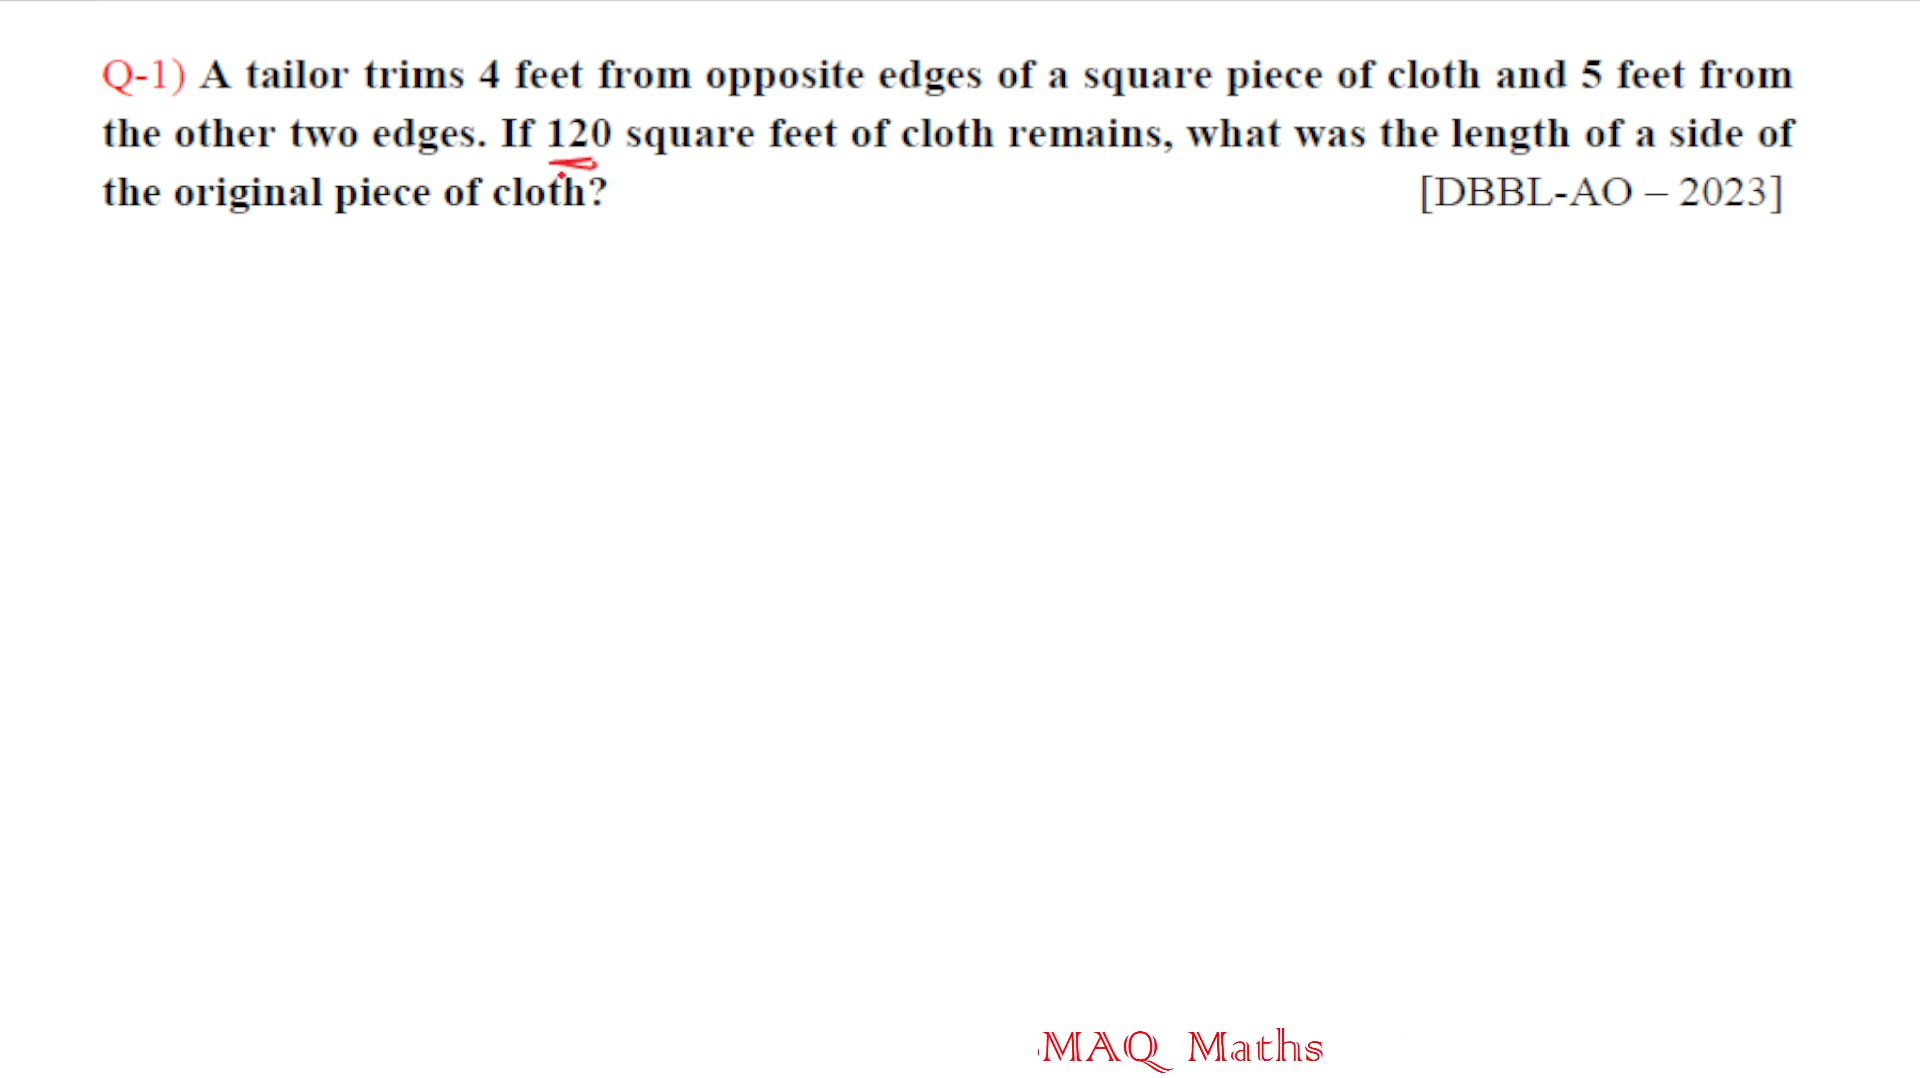 Q-1) A tailor trims 4 feet from opposite edges of a square piece of cloth and 5 feet from
the other two edges. If 120 square feet of cloth remains, what was the length of a side of
the original piece of cloth? [DBBL-AO – 2023]
MAQ Maths